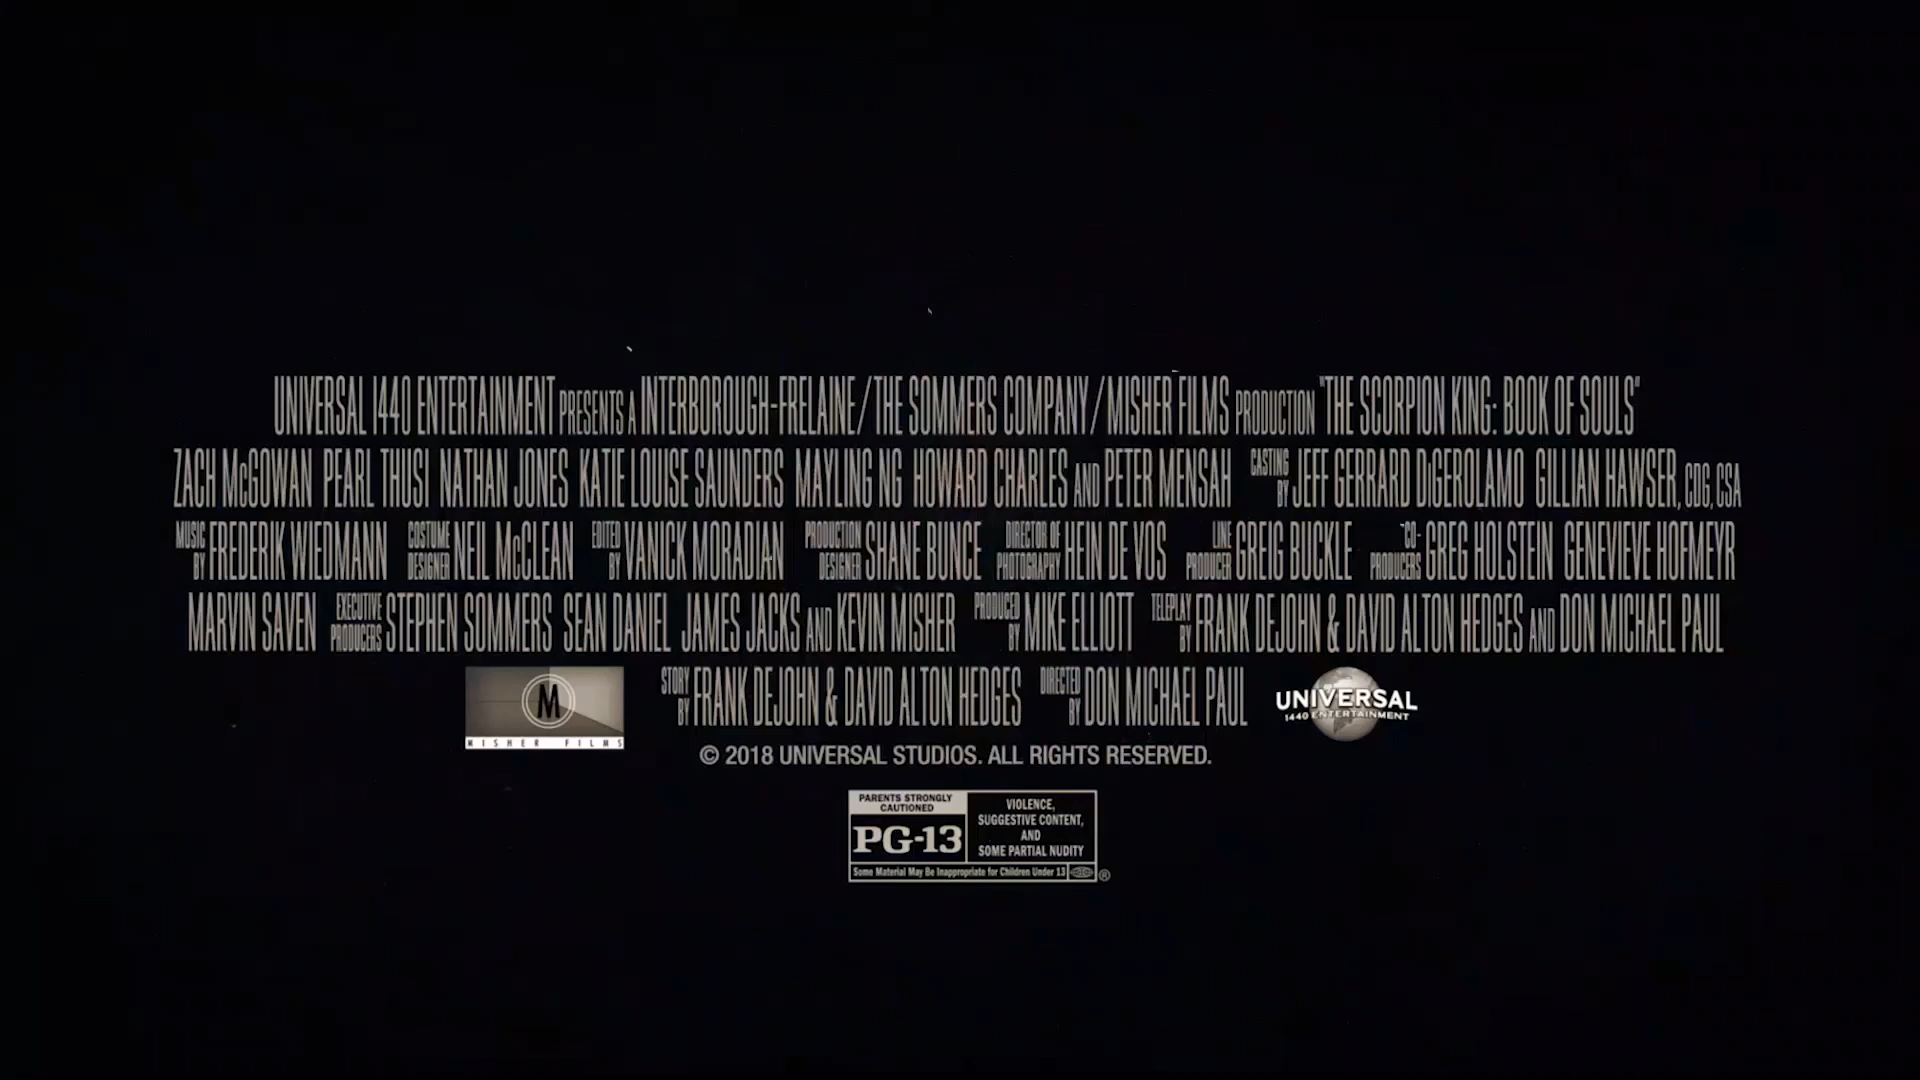 UNIVERSAL 1440 ENTERTAINMENT PRESENTS A INTERBOROUGH-FRELAINE/THE SOMMERS COMPANY/MISHER FILMS PRODUCTION "THE SCORPION KING: BOOK OF SOULS"
ZACH McGOWAN PEARL THUSI NATHAN JONES KATIE LOUISE SAUNDERS MAYLING NG HOWARD CHARLES AND PETER MENSAH CASTING BY JEFF GERRARD DiGEROLAMO GILLIAN HAWSER, CDG, CSA
MUSIC BY FREDERIK WIEDMANN COSTUME DESIGNER NEIL McCLEAN EDITED BY VANICK MORADIAN PRODUCTION DESIGNER SHANE BUNCE DIRECTOR OF PHOTOGRAPHY HEIN DE VOS LINE PRODUCER GREIG BUCKLE CO-PRODUCERS GREG HOLSTEIN GENEVIEVE HOFMEYR
MARVIN SAVEN EXECUTIVE PRODUCERS STEPHEN SOMMERS SEAN DANIEL JAMES JACKS AND KEVIN MISHER PRODUCED BY MIKE ELLIOTT TELEPLAY BY FRANK DEJOHN & DAVID ALTON HEDGES AND DON MICHAEL PAUL
M
MISHER FILMS
STORY BY FRANK DEJOHN & DAVID ALTON HEDGES DIRECTED BY DON MICHAEL PAUL
UNIVERSAL
1440 ENTERTAINMENT
© 2018 UNIVERSAL STUDIOS. ALL RIGHTS RESERVED.
PARENTS STRONGLY
CAUTIONED
PG-13
VIOLENCE,
SUGGESTIVE CONTENT,
AND
SOME PARTIAL NUDITY
Some Material May Be Inappropriate for Children Under 13 ®